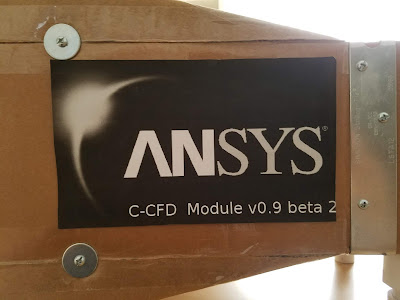 ANSYS®
C-CFD Module v0.9 beta 2